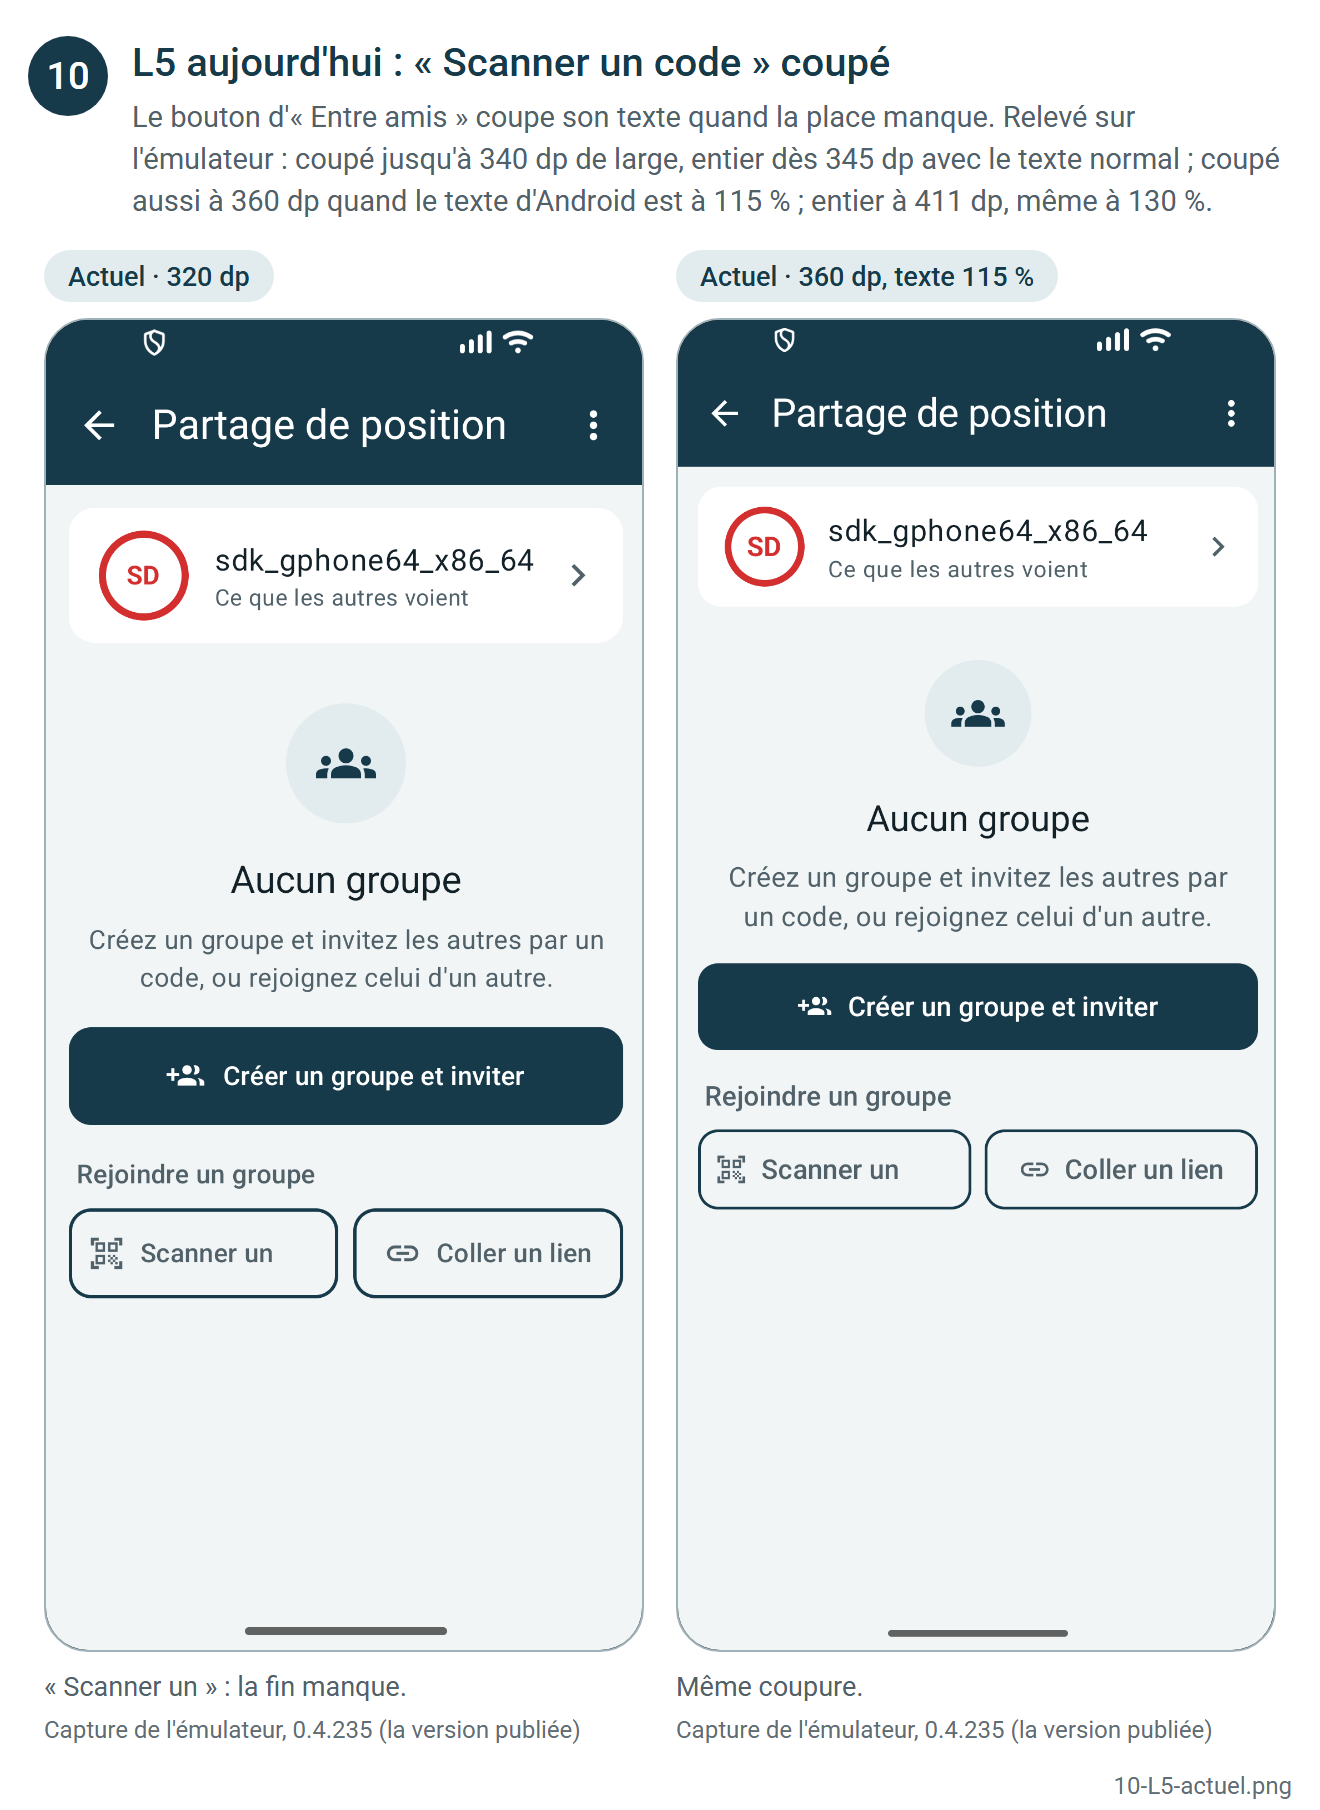 10
L5 aujourd'hui : « Scanner un code » coupé
Le bouton d'« Entre amis » coupe son texte quand la place manque. Relevé sur
l'émulateur : coupé jusqu'à 340 dp de large, entier dès 345 dp avec le texte normal ; coupé
aussi à 360 dp quand le texte d'Android est à 115 % ; entier à 411 dp, même à 130 %.
Actuel · 320 dp
Partage de position
SD
sdk_gphone64_x86_64
Ce que les autres voient
Aucun groupe
Créez un groupe et invitez les autres par un
code, ou rejoignez celui d'un autre.
Créer un groupe et inviter
Rejoindre un groupe
Scanner un
Coller un lien
« Scanner un » : la fin manque.
Capture de l'émulateur, 0.4.235 (la version publiée)
Actuel · 360 dp, texte 115 %
Partage de position
SD
sdk_gphone64_x86_64
Ce que les autres voient
Aucun groupe
Créez un groupe et invitez les autres par
un code, ou rejoignez celui d'un autre.
Créer un groupe et inviter
Rejoindre un groupe
Scanner un
Coller un lien
Même coupure.
Capture de l'émulateur, 0.4.235 (la version publiée)
10-L5-actuel.png